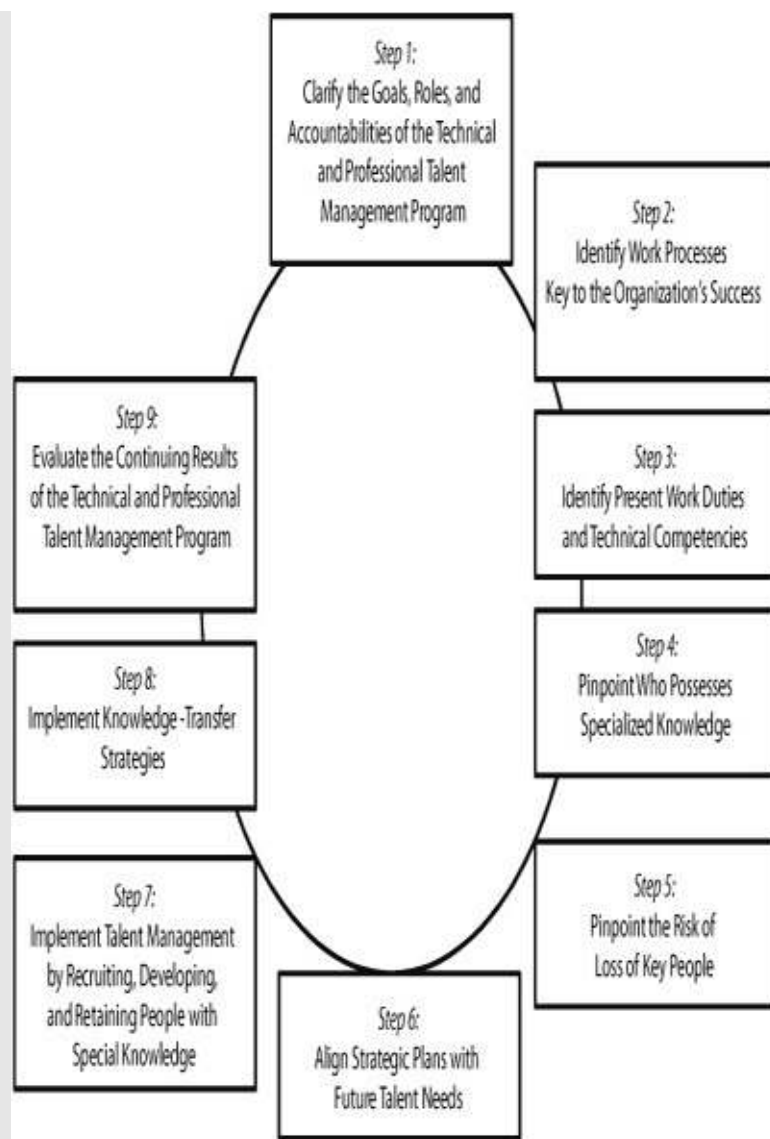 Step 1:
Clarify the Goals, Roles, and
Accountabilities of the Technical
and Professional Talent
Management Program
Step 2:
Identify Work Processes
Key to the Organization's Success
Step 3:
Identify Present Work Duties
and Technical Competencies
Step 4:
Pinpoint Who Possesses
Specialized Knowledge
Step 5:
Pinpoint the Risk of
Loss of Key People
Step 6:
Align Strategic Plans with
Future Talent Needs
Step 7:
Implement Talent Management
by Recruiting, Developing,
and Retaining People with
Special Knowledge
Step 8:
Implement Knowledge -Transfer
Strategies
Step 9:
Evaluate the Continuing Results
of the Technical and Professional
Talent Management Program